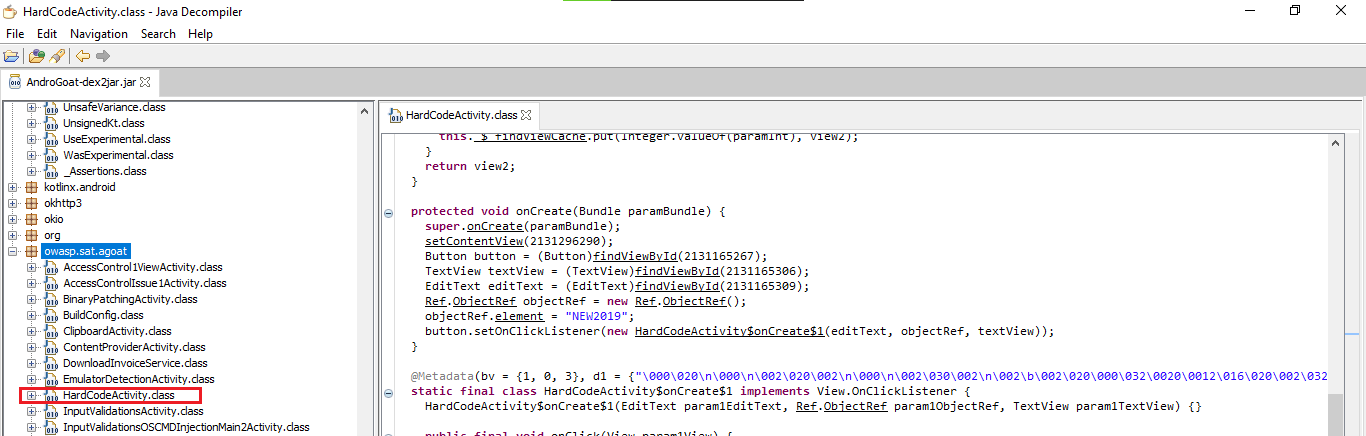 HardCodeActivity.class - Java Decompiler
File Edit Navigation Search Help
AndroGoat-dex2jar.jar
UnsafeVariance.class
UnsignedKt.class
UseExperimental.class
WasExperimental.class
_Assertions.class
kotlinx.android
okhttp3
okio
org
owasp.sat.agoat
AccessControl1ViewActivity.class
AccessControlIssue1Activity.class
BinaryPatchingActivity.class
BuildConfig.class
ClipboardActivity.class
ContentProviderActivity.class
DownloadInvoiceService.class
EmulatorDetectionActivity.class
HardCodeActivity.class
InputValidationsActivity.class
InputValidationsOSCMDInjectionMain2Activity.class
HardCodeActivity.class
this._$_findViewCache.put(Integer.valueOf(paramInt), view2);
}
return view2;
}
protected void onCreate(Bundle paramBundle) {
super.onCreate(paramBundle);
setContentView(2131296290);
Button button = (Button)findViewById(2131165267);
TextView textView = (TextView)findViewById(2131165306);
EditText editText = (EditText)findViewById(2131165309);
Ref.ObjectRef objectRef = new Ref.ObjectRef();
objectRef.element = "NEW2019";
button.setOnClickListener(new HardCodeActivity$onCreate$1(editText, objectRef, textView));
}
@Metadata(bv = {1, 0, 3}, d1 = {"\000\020\n\000\n\002\020\002\n\000\n\002\030\002\n\002\b\002\020\000\032\0020\0012\016\020\002\032
static final class HardCodeActivity$onCreate$1 implements View.OnClickListener {
HardCodeActivity$onCreate$1(EditText param1EditText, Ref.ObjectRef param1ObjectRef, TextView param1TextView) {}
public final void onClick(View param1View) {